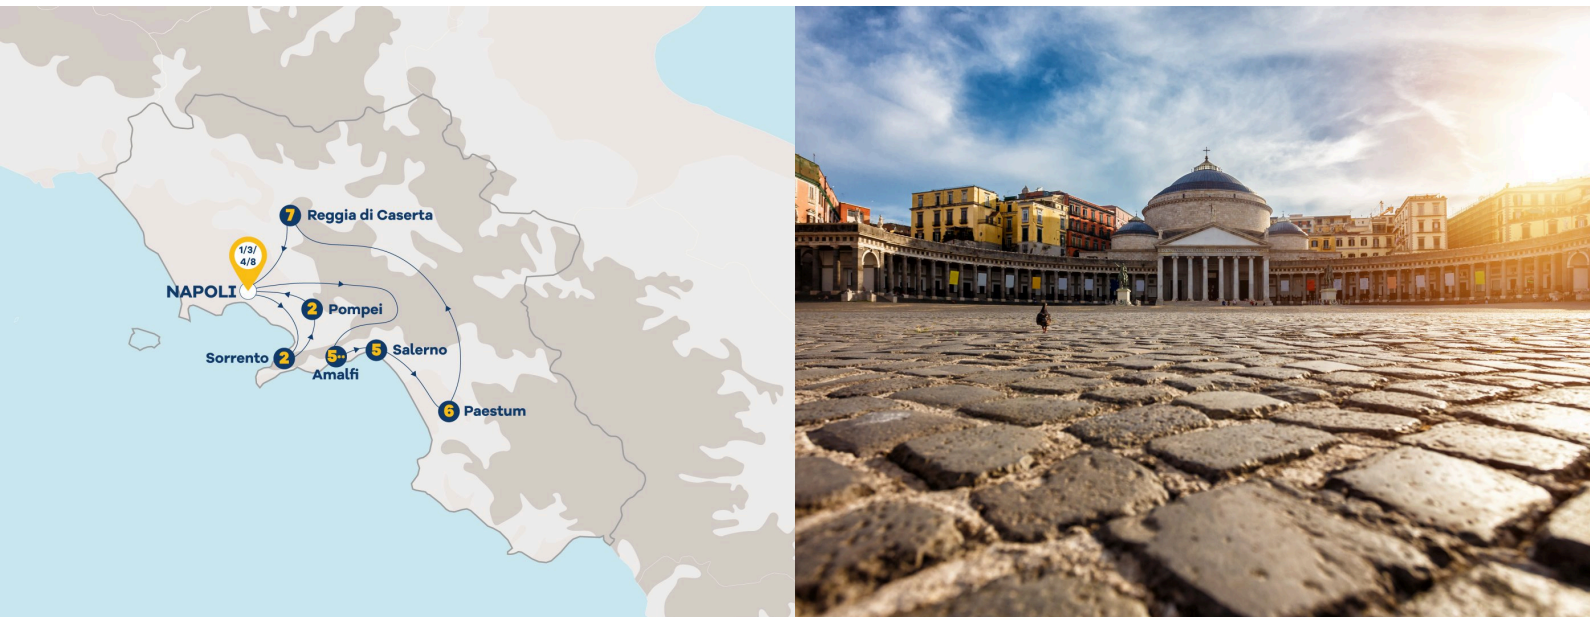 7 Reggia di Caserta
1/3/
4/8
NAPOLI
2 Pompei
Sorrento 2
5••
Amalfi
5 Salerno
6 Paestum